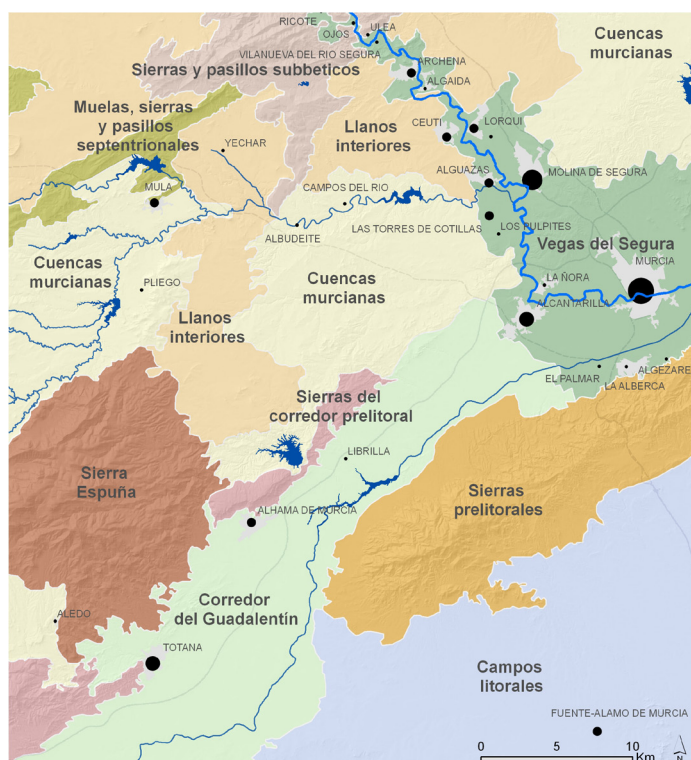 RICOTE
ULEA
OJOS
VILANUEVA DEL RIO SEGURA
Cuencas
murcianas
ARCHENA
Sierras y pasillos subbeticos
ALGAIDA
Muelas, sierras
y pasillos
septentrionales
Llanos
interiores
CEUTI
LORQUI
YECHAR
ALGUAZAS
MOLINA DE SEGURA
MULA
CAMPOS DEL RIO
LAS TORRES DE COTILLAS
LOS PULPITES
ALBUDEITE
Vegas del Segura
MURCIA
Cuencas
murcianas
PLIEGO
Cuencas
murcianas
LA ÑORA
ALCANTARILLA
Llanos
interiores
EL PALMAR
ALGEZARE
LA ALBERCA
Sierras del
corredor prelitoral
LIBRILLA
Sierra
Espuña
Sierras
prelitorales
ALHAMA DE MURCIA
Corredor
del Guadalentín
ALEDO
TOTANA
Campos
litorales
FUENTE-ALAMO DE MURCIA
0 5 10
Km
N